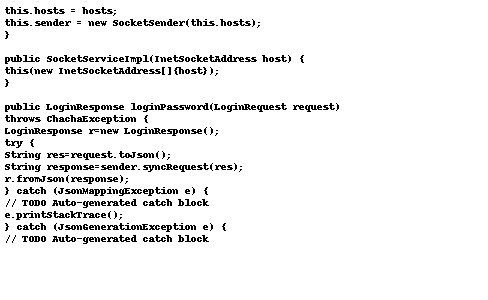 this.hosts = hosts;
this.sender = new SocketSender(this.hosts);
}
public SocketServiceImpl(InetSocketAddress host) {
this(new InetSocketAddress[]{host});
}
public LoginResponse loginPassword(LoginRequest request)
throws ChachaException {
LoginResponse r=new LoginResponse();
try {
String res=request.toJson();
String response=sender.syncRequest(res);
r.fromJson(response);
} catch (JsonMappingException e) {
// TODO Auto-generated catch block
e.printStackTrace();
} catch (JsonGenerationException e) {
// TODO Auto-generated catch block